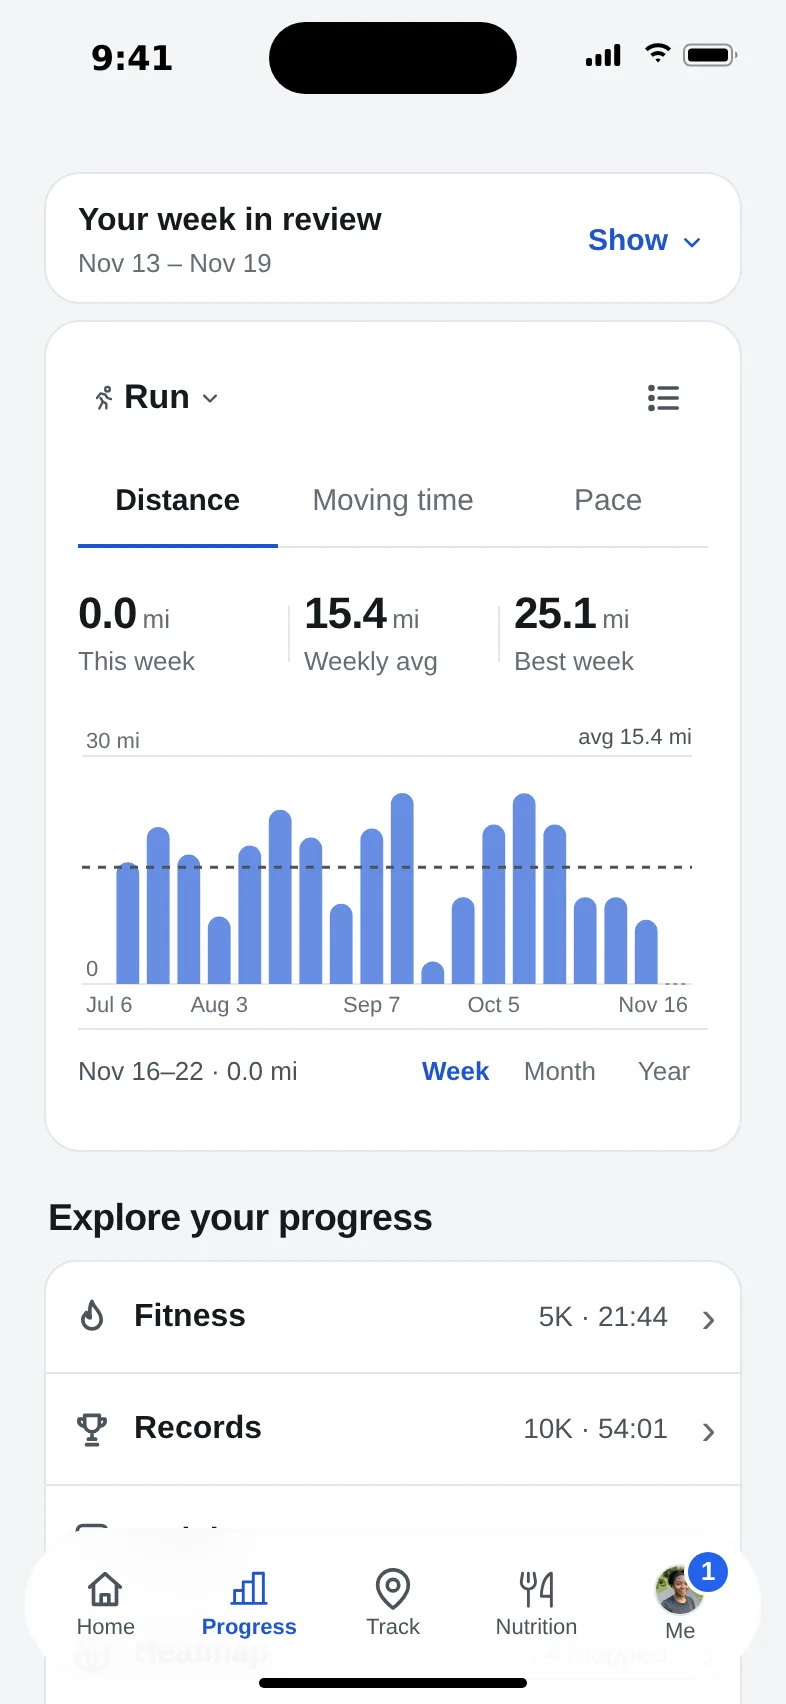 9:41
Your week in review
Nov 13 – Nov 19
Show
Run
Distance Moving time Pace
0.0 mi 15.4 mi 25.1 mi
This week Weekly avg Best week
30 mi avg 15.4 mi
0
Jul 6 Aug 3 Sep 7 Oct 5 Nov 16
Nov 16–22 · 0.0 mi Week Month Year
Explore your progress
Fitness 5K · 21:44
Records 10K · 54:01
1
Home Progress Track Nutrition Me
Heatmap